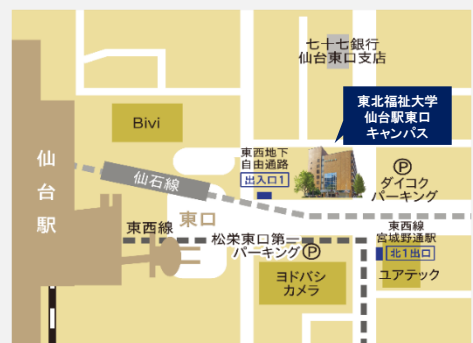 七十七銀行
仙台東口支店
東北福祉大学
仙台駅東口
キャンパス
Bivi
仙台駅
仙石線
東西地下
自由通路
出入口1
P
ダイコク
パーキング
東口
東西線
松栄東口第一
パーキング P
東西線
宮城野通駅
北1出口
ヨドバシ
カメラ
ユアテック